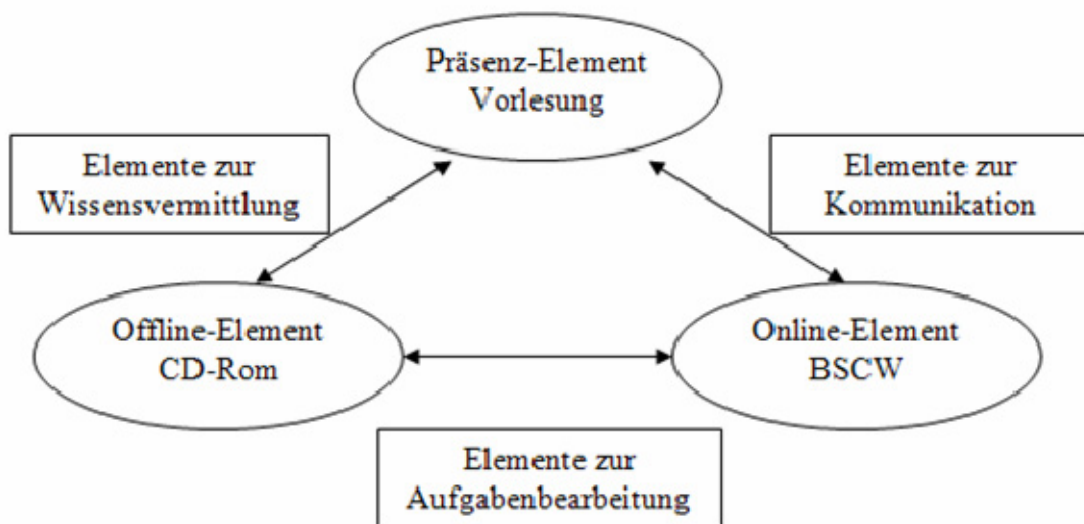 Präsenz-Element
Vorlesung
Elemente zur
Wissensvermittlung
Elemente zur
Kommunikation
Offline-Element
CD-Rom
Online-Element
BSCW
Elemente zur
Aufgabenbearbeitung